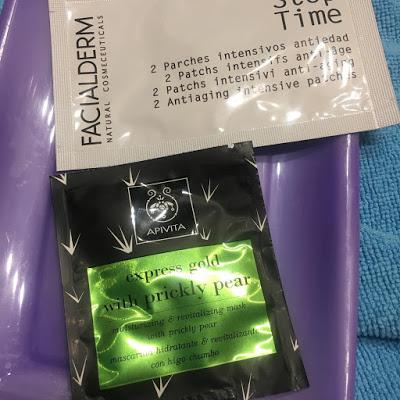 Stop
Time
FACIALDERM
NATURAL COSMECEUTICALS
2 Parches intensivos antiedad
2 Patchs intensifs anti-âge
2 Patchs intensivi anti-aging
2 Antiaging intensive patches
APIVITA
express gold
with prickly pear
moisturizing & revitalizing mask
with prickly pear
mascarilla hidratante & revitalizante
con higo chumbo